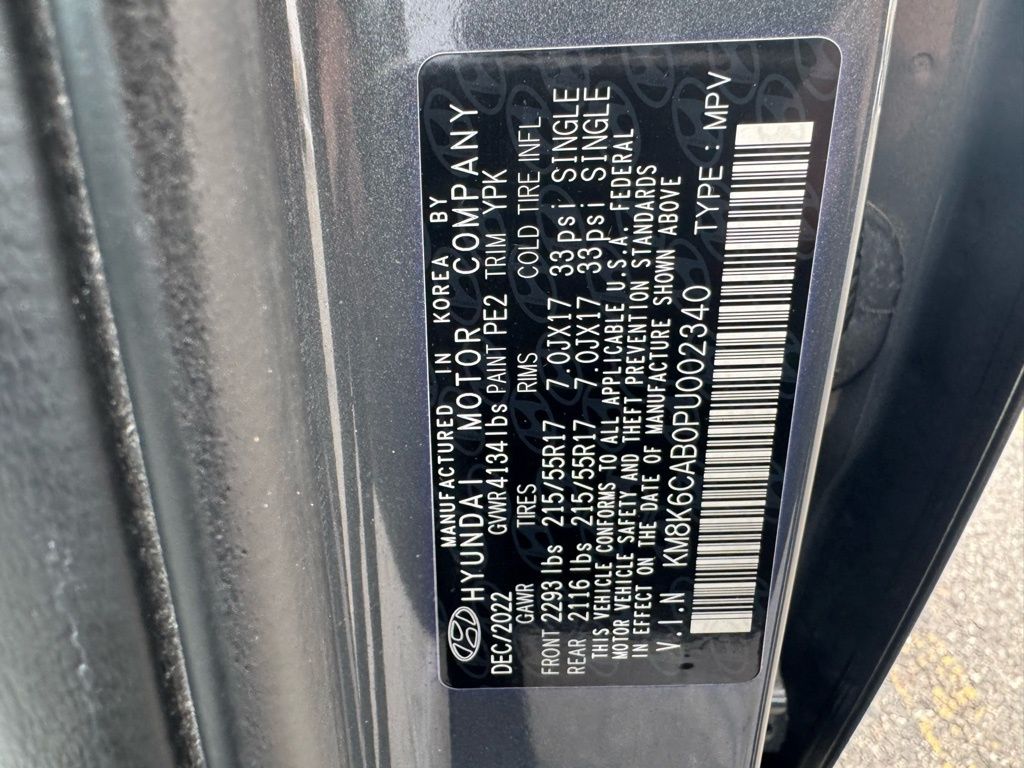 MANUFACTURED IN KOREA BY
HYUNDAI MOTOR COMPANY
DEC/2022 GVWR4134 lbs PAINT PE2 TRIM YPK
GAWR TIRES RIMS COLD TIRE INFL
FRONT 2293 lbs 215/55R17 7.0JX17 33psi SINGLE
REAR 2116 lbs 215/55R17 7.0JX17 33psi SINGLE
THIS VEHICLE CONFORMS TO ALL APPLICABLE U.S.A. FEDERAL
MOTOR VEHICLE SAFETY AND THEFT PREVENTION STANDARDS
IN EFFECT ON THE DATE OF MANUFACTURE SHOWN ABOVE
V.I.N KM8K6CAB0PU002340 TYPE : MPV